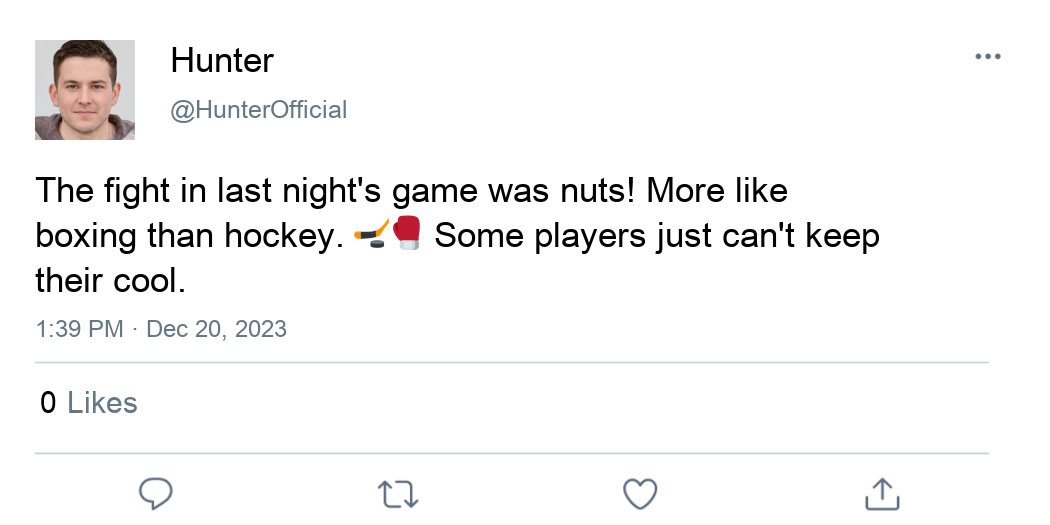 Hunter
@HunterOfficial
The fight in last night's game was nuts! More like
boxing than hockey. 🏒🥊 Some players just can't keep
their cool.
1:39 PM · Dec 20, 2023
0 Likes